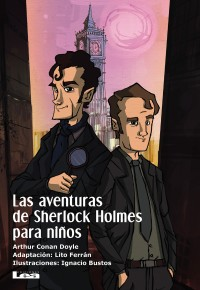 Las aventuras
de Sherlock Holmes
para niños
Arthur Conan Doyle
Adaptación: Lito Ferrán
Ilustraciones: Ignacio Bustos
Lea